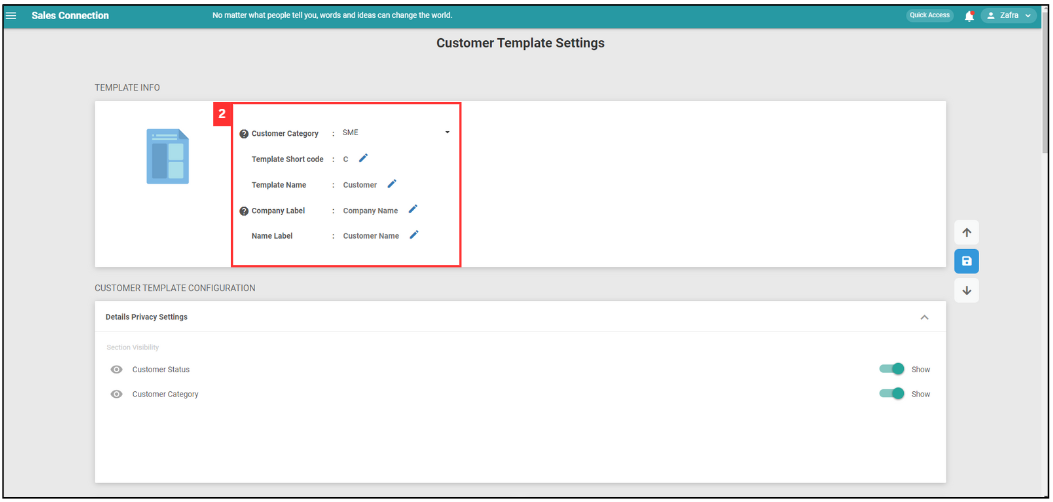 Sales Connection No matter what people tell you, words and ideas can change the world. Quick Access Zafra
Customer Template Settings
TEMPLATE INFO
2
Customer Category : SME
Template Short code : C
Template Name : Customer
Company Label : Company Name
Name Label : Customer Name
CUSTOMER TEMPLATE CONFIGURATION
Details Privacy Settings
Section Visibility
Customer Status Show
Customer Category Show